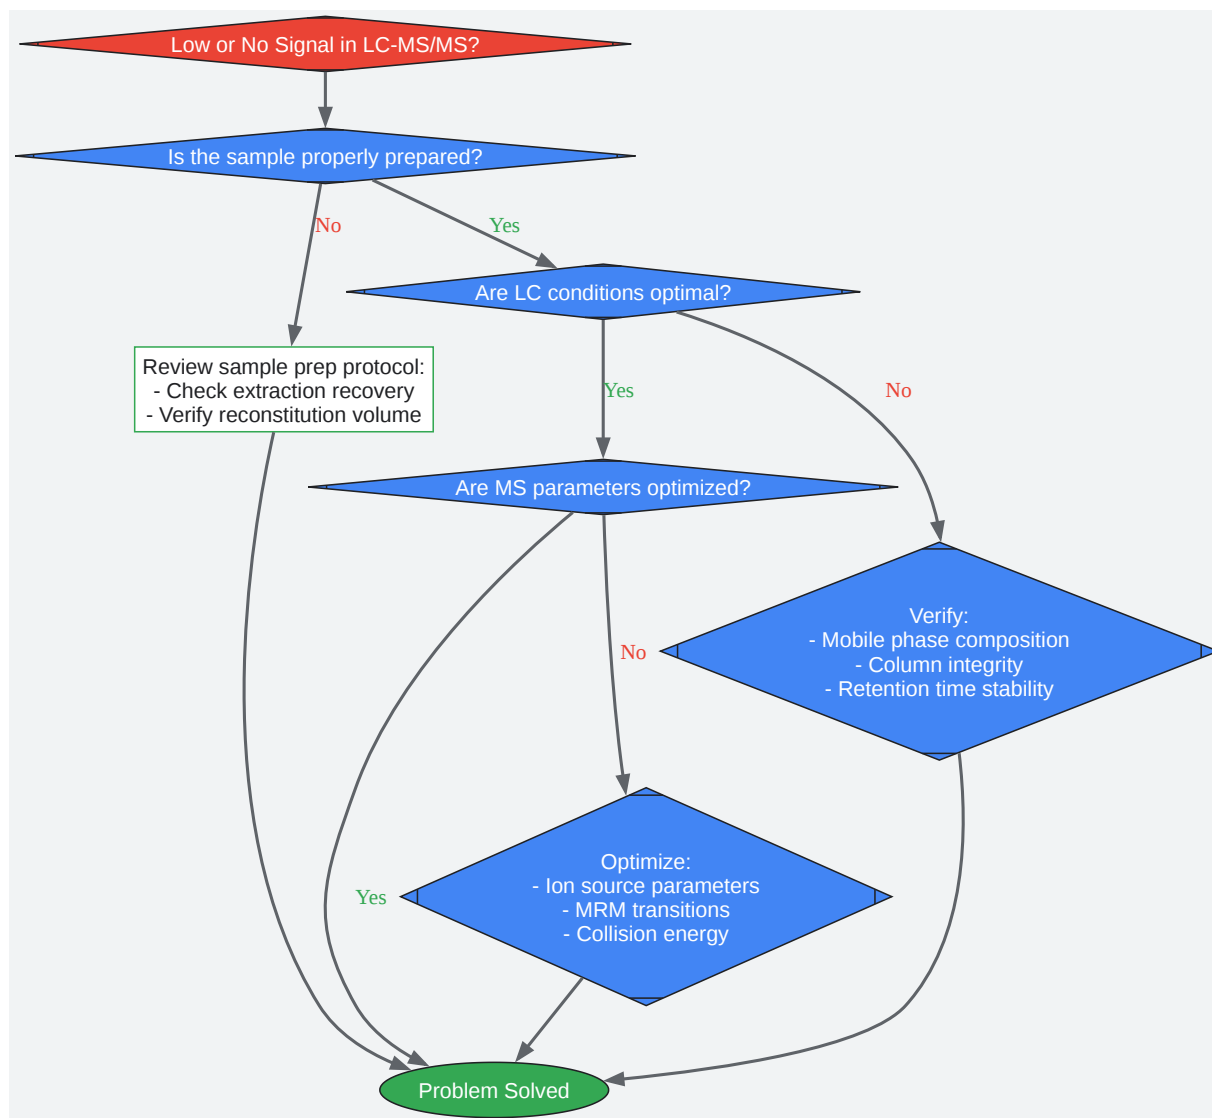 Low or No Signal in LC-MS/MS?
Is the sample properly prepared?
No
Yes
Are LC conditions optimal?
Review sample prep protocol:
- Check extraction recovery
- Verify reconstitution volume
Yes
No
Are MS parameters optimized?
No
Verify:
- Mobile phase composition
- Column integrity
- Retention time stability
Yes
Optimize:
- Ion source parameters
- MRM transitions
- Collision energy
Problem Solved